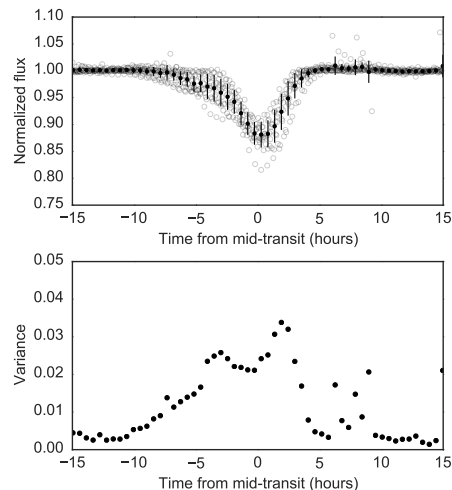 1.10
1.05
1.00
0.95
0.90
0.85
0.80
0.75
Normalized flux
−15 −10 −5 0 5 10 15
Time from mid-transit (hours)
0.05
0.04
0.03
0.02
0.01
0.00
Variance
−15 −10 −5 0 5 10 15
Time from mid-transit (hours)